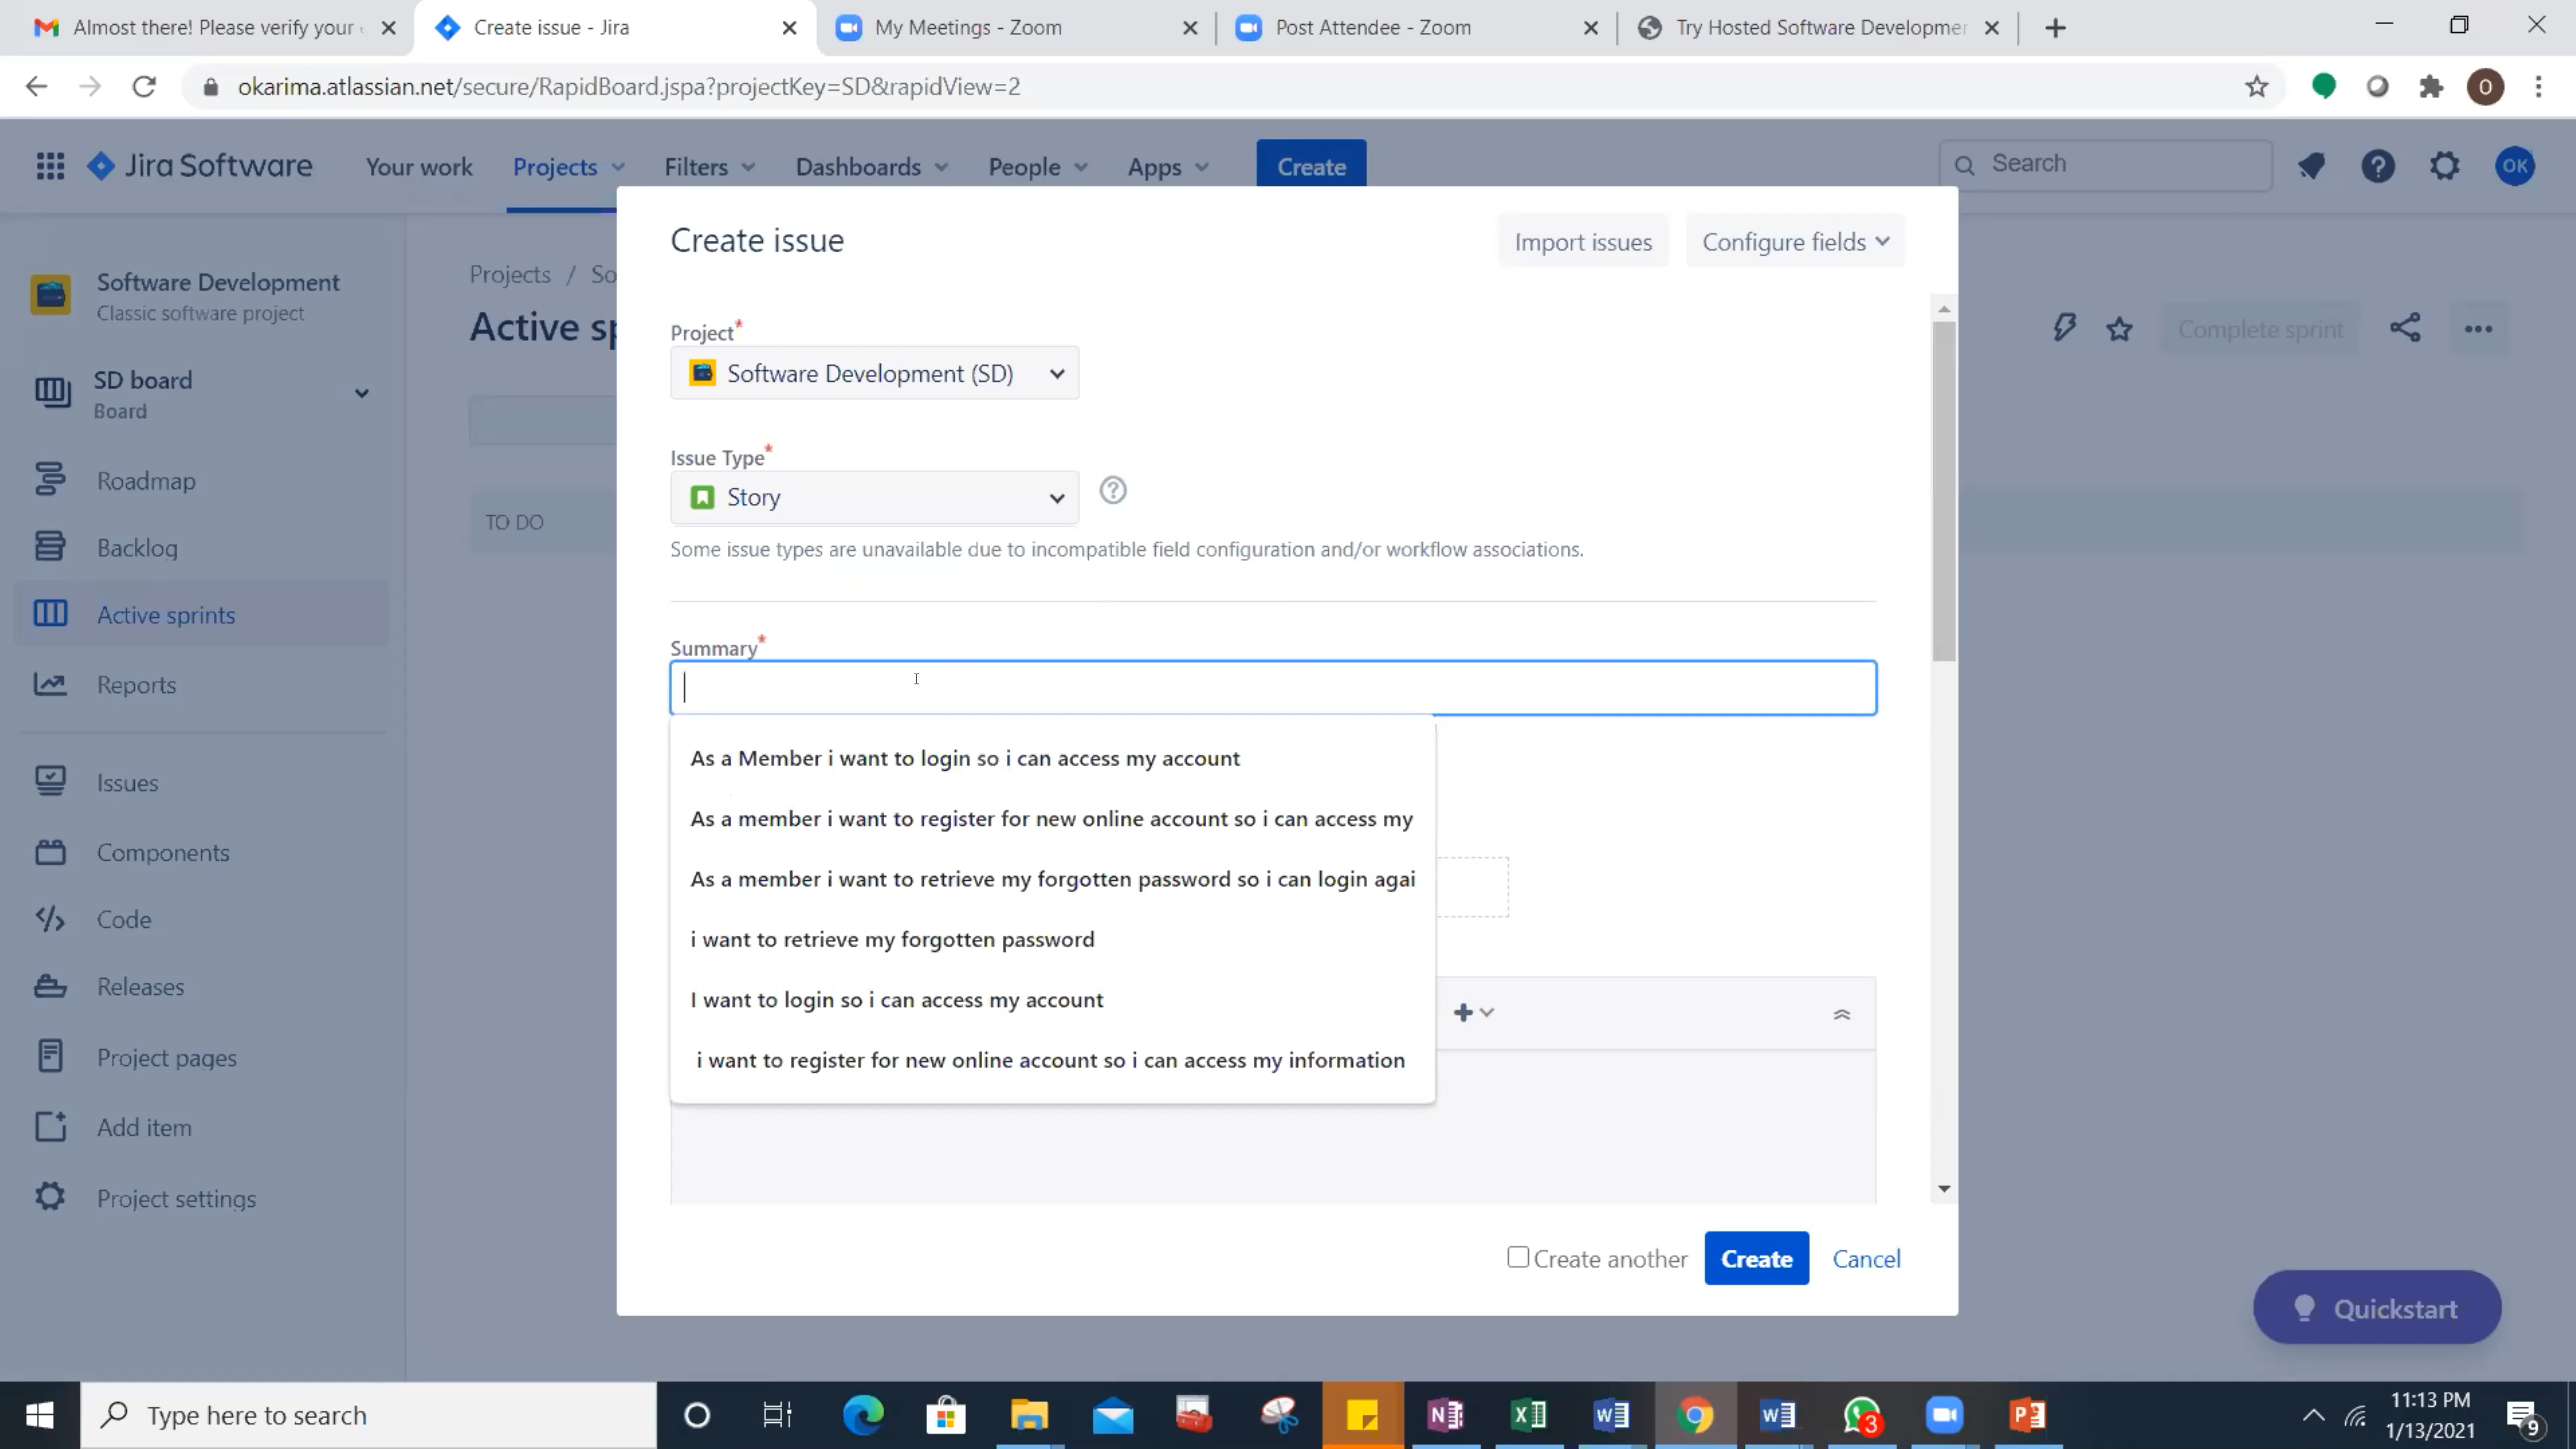 Almost there! Please verify your
Create issue - Jira
My Meetings - Zoom
Post Attendee - Zoom
Try Hosted Software Developmen
okarima.atlassian.net/secure/RapidBoard.jspa?projectKey=SD&rapidView=2
O
Jira Software
Your work
Projects
Filters
Dashboards
People
Apps
Create
Search
OK
Software Development
Classic software project
SD board
Board
Roadmap
Backlog
Active sprints
Reports
Issues
Components
Code
Releases
Project pages
Add item
Project settings
Projects / So
Active sp
TO DO
Complete sprint
Create issue
Import issues
Configure fields
Project*
Software Development (SD)
Issue Type*
Story
Some issue types are unavailable due to incompatible field configuration and/or workflow associations.
Summary*
As a Member i want to login so i can access my account
As a member i want to register for new online account so i can access my
As a member i want to retrieve my forgotten password so i can login agai
i want to retrieve my forgotten password
I want to login so i can access my account
i want to register for new online account so i can access my information
Create another
Create
Cancel
Quickstart
Type here to search
3
11:13 PM
1/13/2021
9